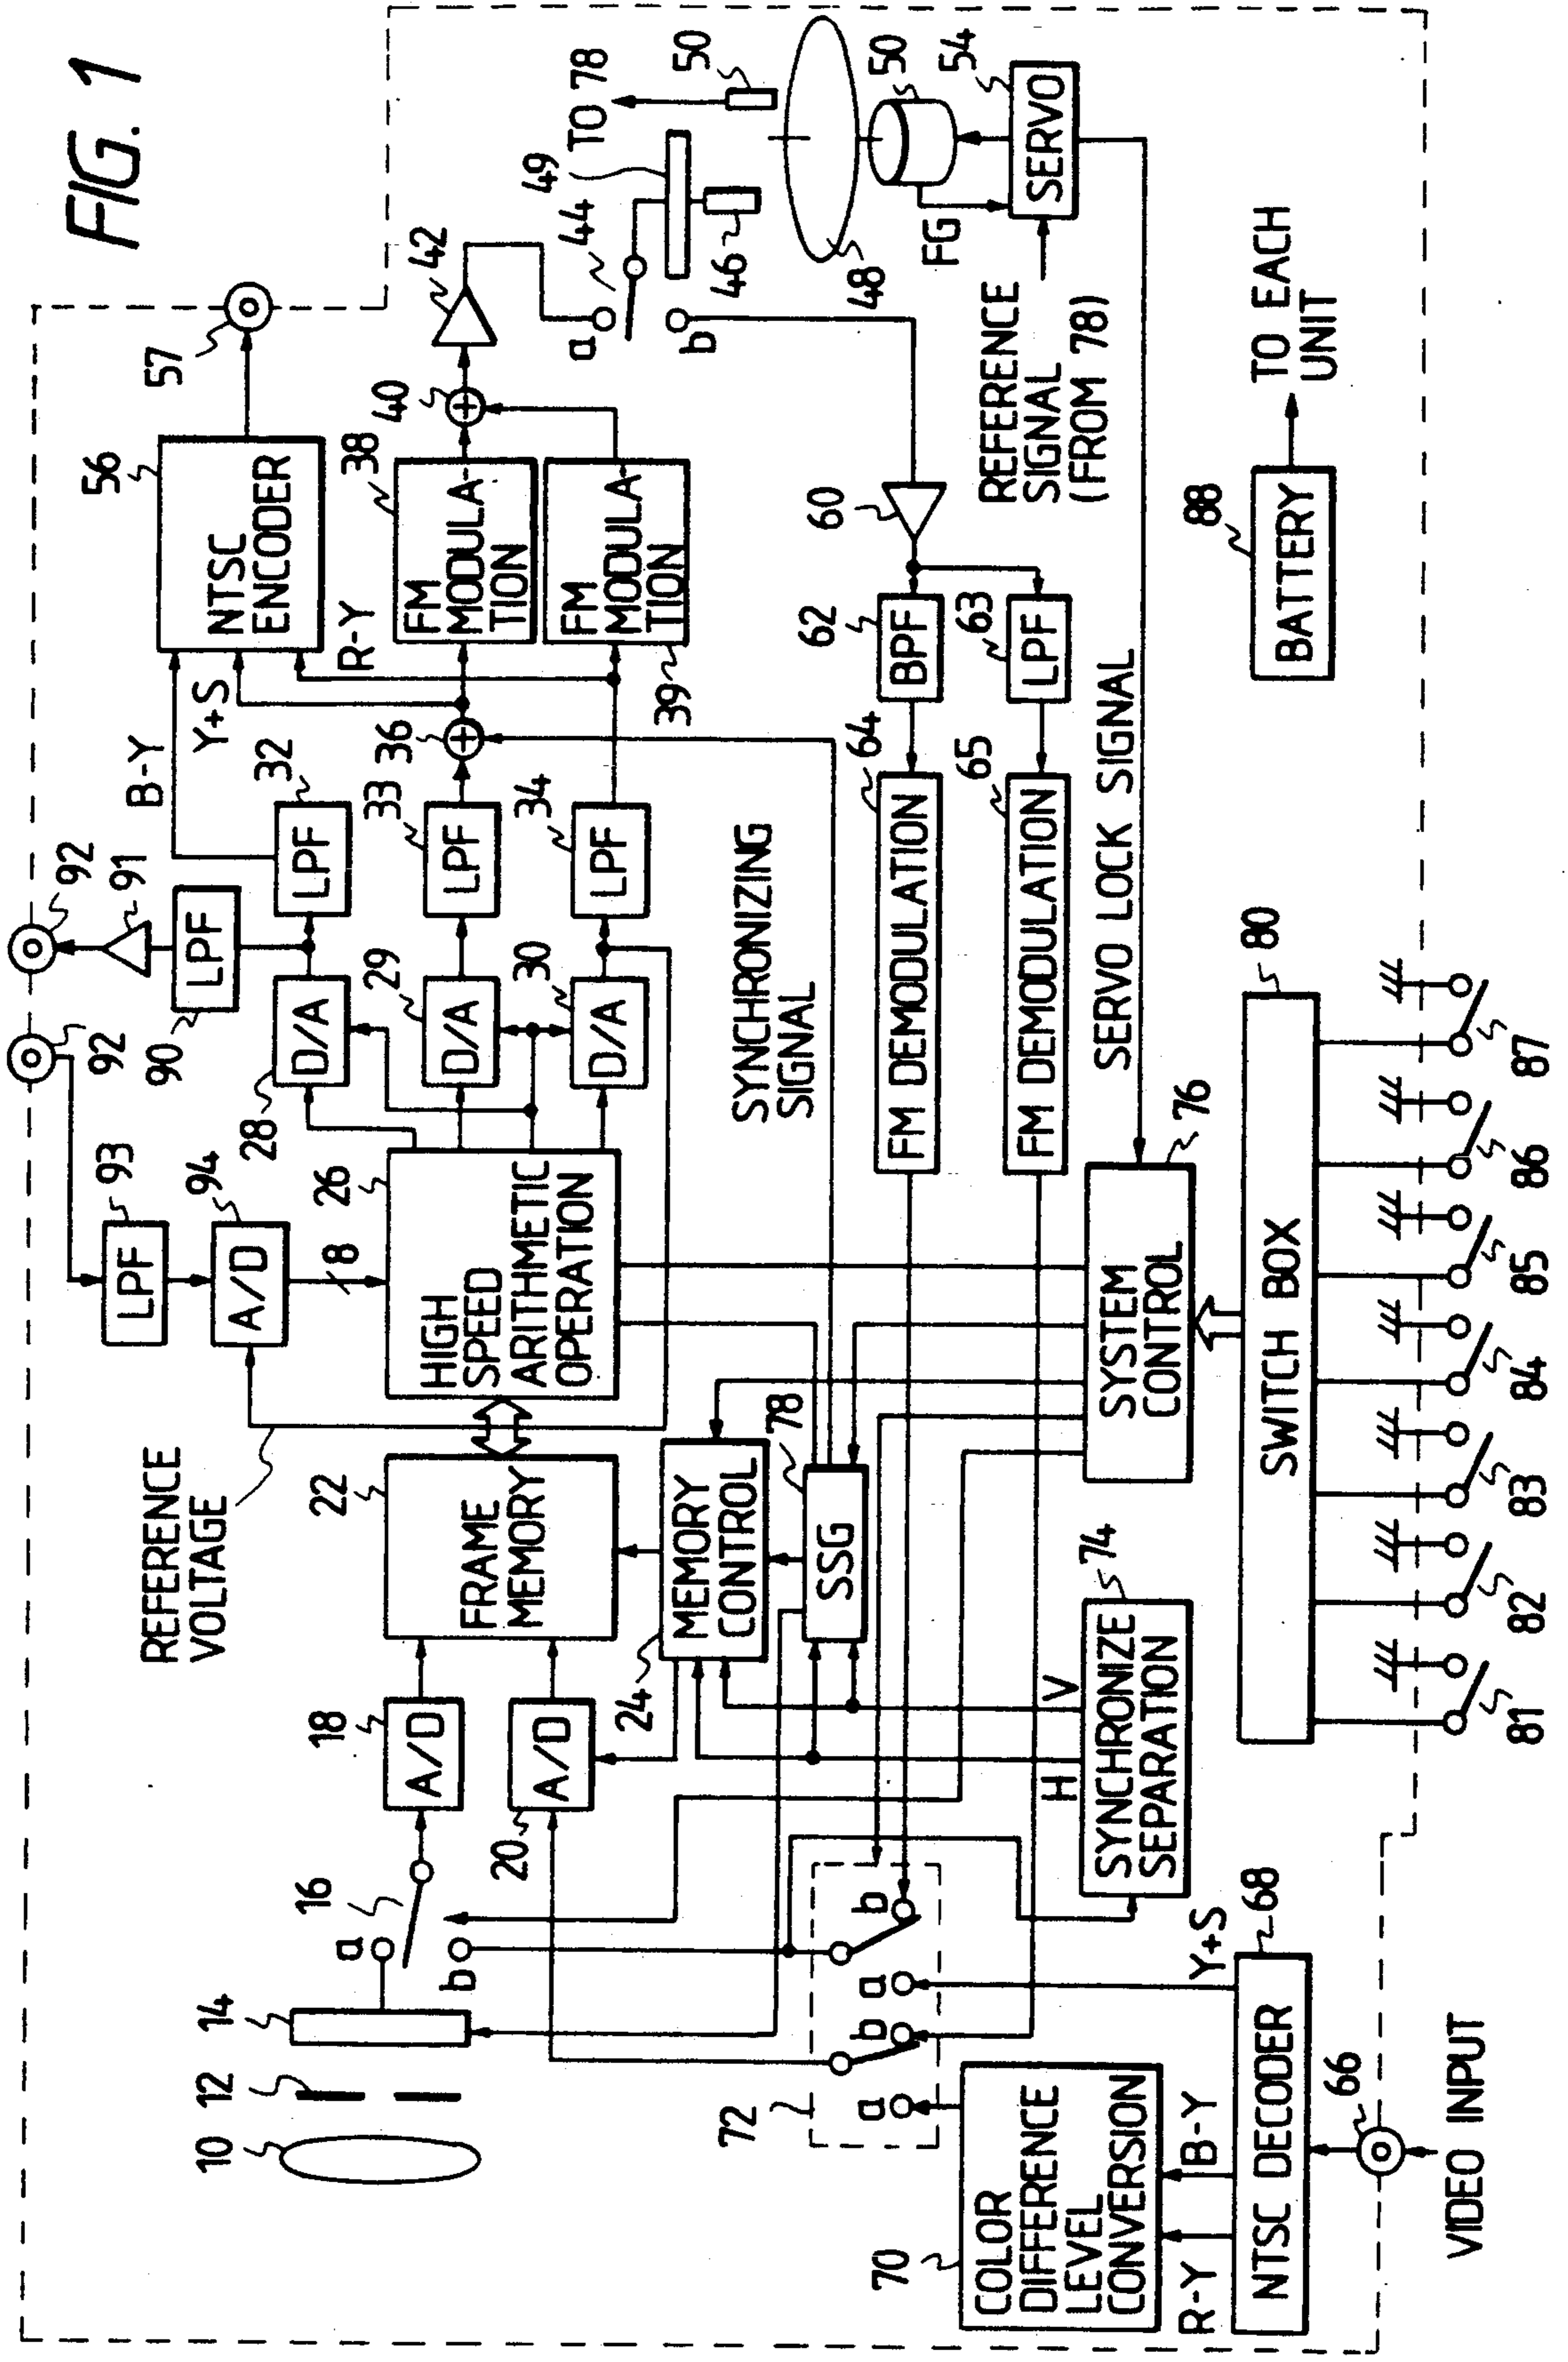 FIG. 1
10
12
14
a
16
b
18
A/D
20
A/D
REFERENCE
VOLTAGE
22
FRAME
MEMORY
24
MEMORY
CONTROL
78
SSG
93
LPF
94
A/D
8
26
HIGH
SPEED
ARITHMETIC
OPERATION
92
92
91
90
LPF
28
D/A
29
D/A
30
D/A
32
LPF
33
LPF
34
LPF
36
B-Y
Y+S
R-Y
56
NTSC
ENCODER
57
38
FM
MODULA-
TION
39
FM
MODULA-
TION
40
42
a
44
b
49
46
TO 78
50
48
50
54
FG
SERVO
REFERENCE
SIGNAL
(FROM 78)
SYNCHRONIZING
SIGNAL
60
62
BPF
63
LPF
64
FM DEMODULATION
65
FM DEMODULATION
SERVO LOCK SIGNAL
88
BATTERY
TO EACH
UNIT
72
a
b
a
b
70
COLOR
DIFFERENCE
LEVEL
CONVERSION
R-Y
B-Y
Y+S
68
NTSC DECODER
66
VIDEO INPUT
H
V
74
SYNCHRONIZE
SEPARATION
76
SYSTEM
CONTROL
80
SWITCH BOX
81
82
83
84
85
86
87